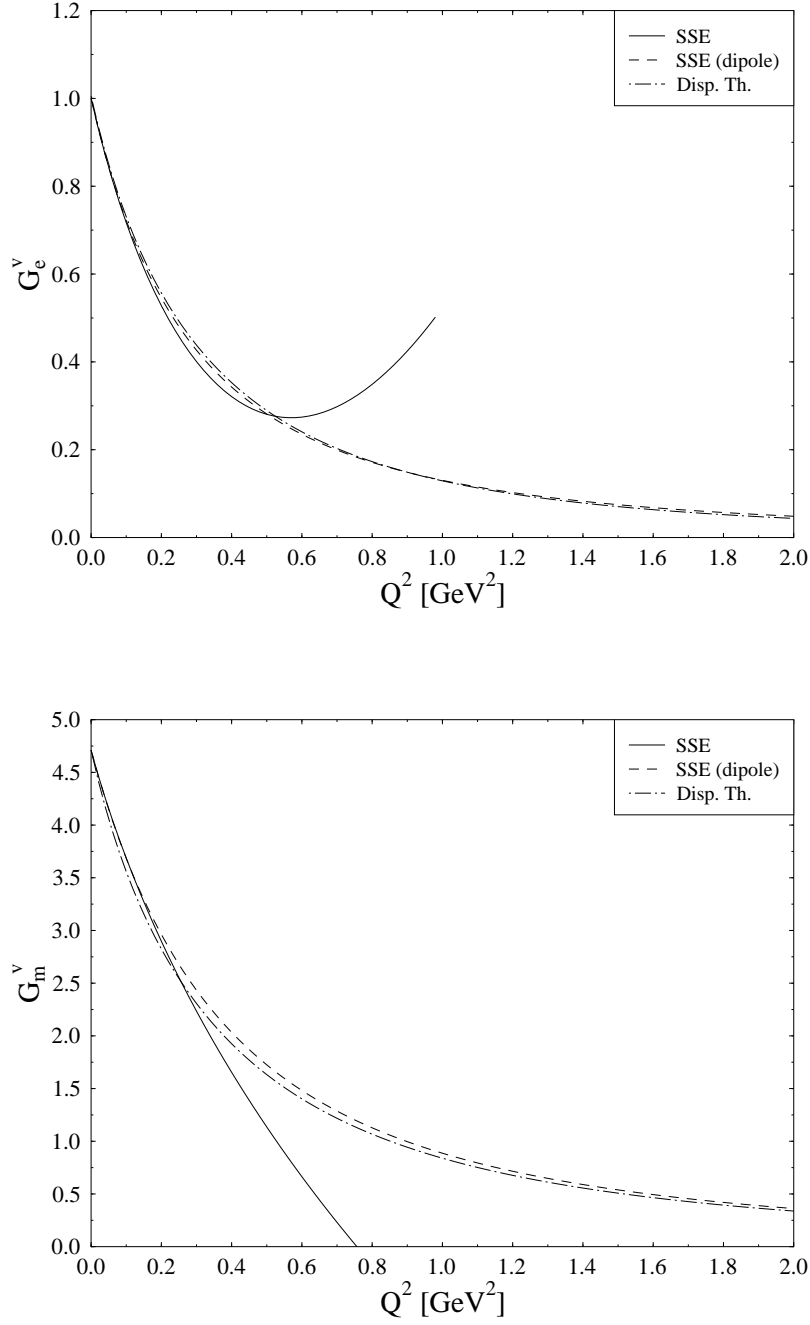 1.2
1.0
0.8
0.6
0.4
0.2
0.0
G_e^v
SSE
SSE (dipole)
Disp. Th.
0.0 0.2 0.4 0.6 0.8 1.0 1.2 1.4 1.6 1.8 2.0
Q^2 [GeV^2]
5.0
4.5
4.0
3.5
3.0
2.5
2.0
1.5
1.0
0.5
0.0
G_m^v
SSE
SSE (dipole)
Disp. Th.
0.0 0.2 0.4 0.6 0.8 1.0 1.2 1.4 1.6 1.8 2.0
Q^2 [GeV^2]